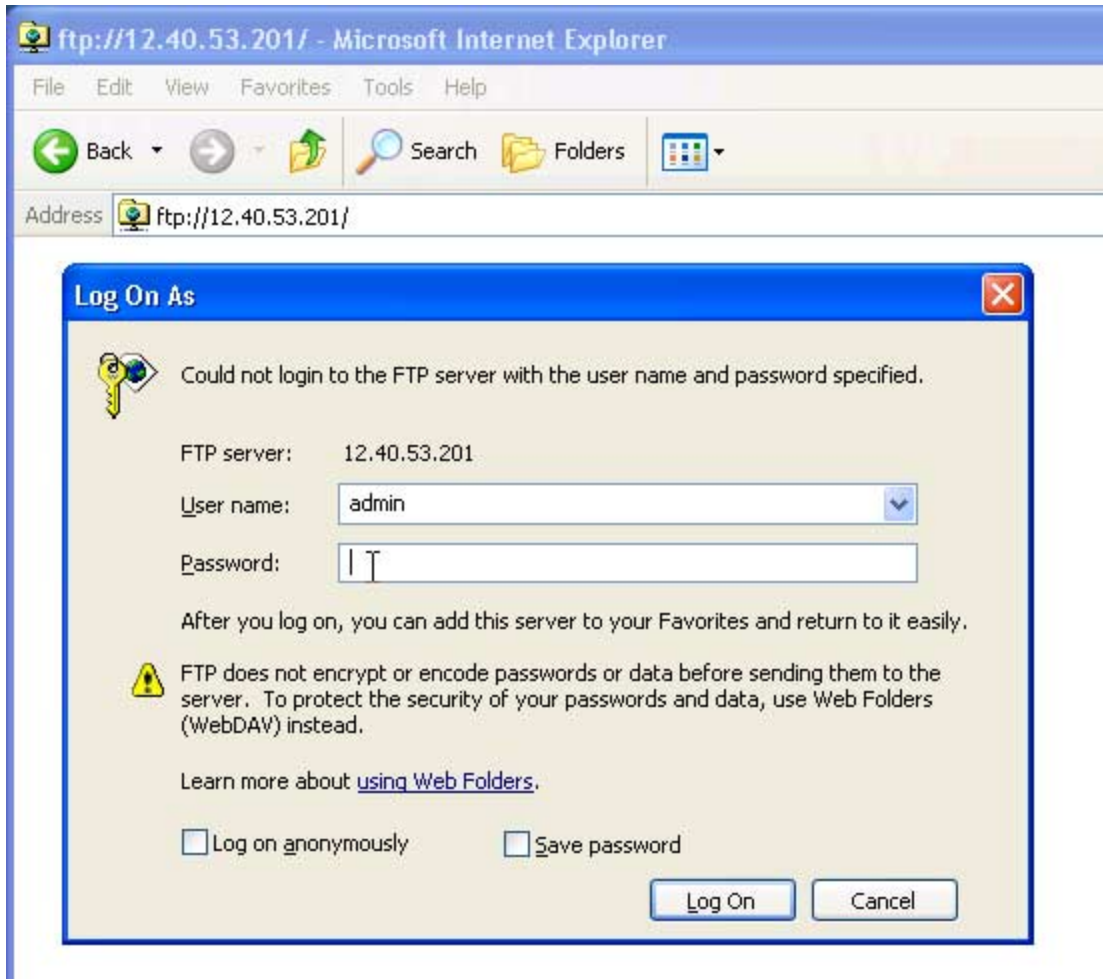 ftp://12.40.53.201/ - Microsoft Internet Explorer
File Edit View Favorites Tools Help
Back Search Folders
Address ftp://12.40.53.201/
Log On As
Could not login to the FTP server with the user name and password specified.
FTP server: 12.40.53.201
User name: admin
Password:
After you log on, you can add this server to your Favorites and return to it easily.
FTP does not encrypt or encode passwords or data before sending them to the
server. To protect the security of your passwords and data, use Web Folders
(WebDAV) instead.
Learn more about using Web Folders.
Log on anonymously Save password
Log On Cancel